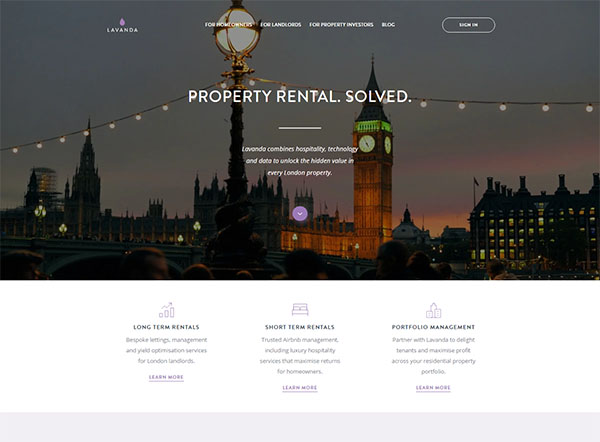 LAVANDA
FOR HOMEOWNERS FOR LANDLORDS FOR PROPERTY INVESTORS BLOG
SIGN IN
PROPERTY RENTAL. SOLVED.
Lavanda combines hospitality, technology
and data to unlock the hidden value in
every London property.
LONG TERM RENTALS
Bespoke lettings, management
and yield optimisation services
for London landlords.
LEARN MORE
SHORT TERM RENTALS
Trusted Airbnb management,
including luxury hospitality
services that maximise returns
for homeowners.
LEARN MORE
PORTFOLIO MANAGEMENT
Partner with Lavanda to delight
tenants and maximise profit
across your residential property
portfolio.
LEARN MORE